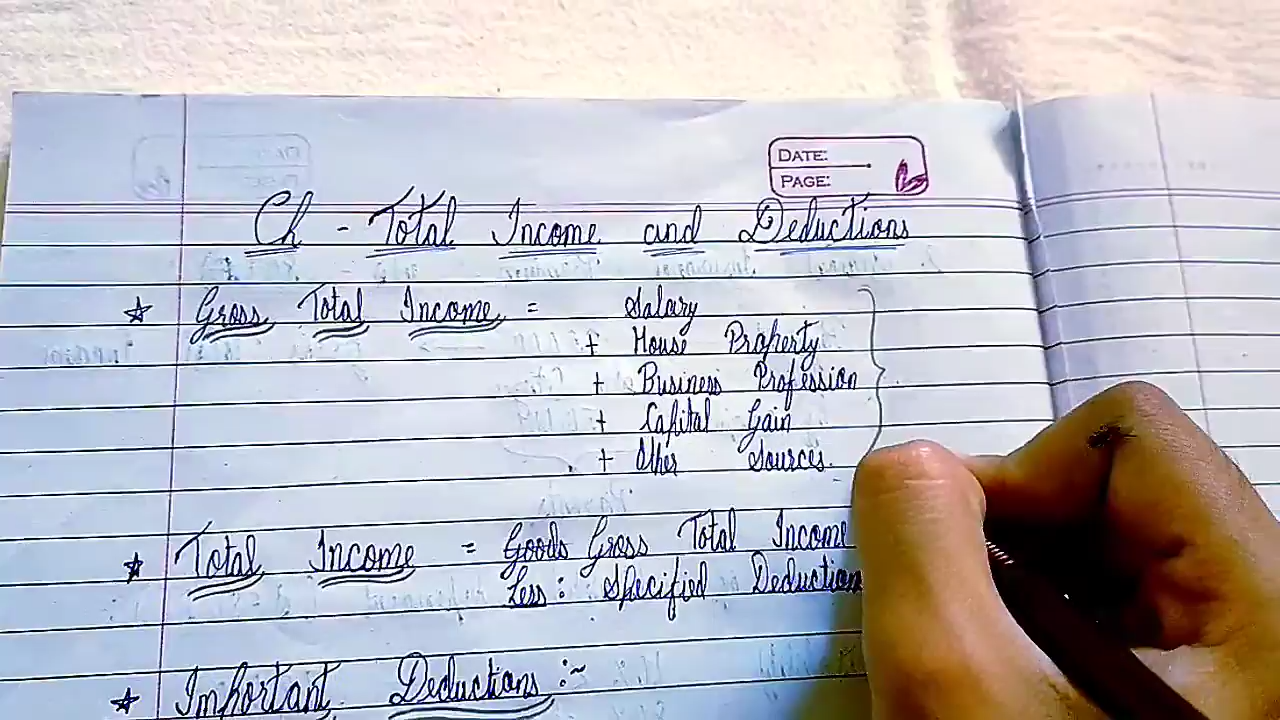 DATE:
PAGE:
Ch - Total Income and Deductions
☆ Gross Total Income = Salary
+ House Property
+ Business Profession
+ Capital Gain
+ Other Sources.
☆ Total Income = Goods Gross Total Income
Less : Specified Deduction
☆ Important Deductions :~